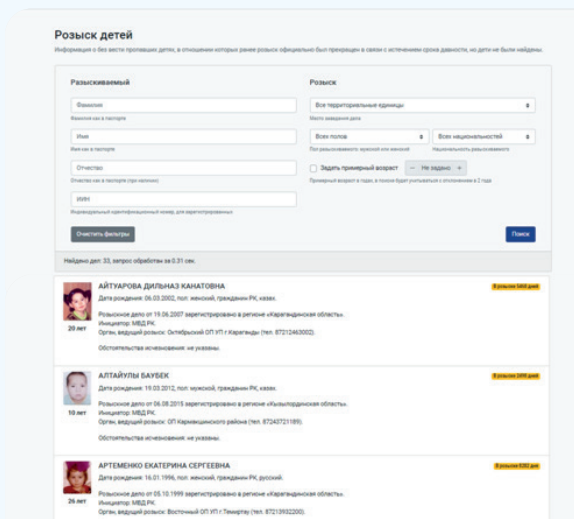 Розыск детей
Информация о без вести пропавших детях, в отношении которых ранее розыск официально был прекращен в связи с истечением срока давности, но дети не были найдены.
Разыскиваемый
Розыск
Фамилия
Все территориальные единицы
Фамилия как в паспорте
Место заведения дела
Имя
Всех полов
Всех национальностей
Имя как в паспорте
Пол разыскиваемого: мужской или женский
Национальность разыскиваемого
Отчество
Задать примерный возраст
− Не задано +
Отчество как в паспорте (при наличии)
Примерный возраст в годах, в поиске будет учитываться с отклонением в 2 года
ИИН
Индивидуальный идентификационный номер, для зарегистрированных
Очистить фильтры
Поиск
Найдено дел: 33, запрос обработан за 0.31 сек.
АЙТУАРОВА ДИЛЬНАЗ КАНАТОВНА
Дата рождения: 06.03.2002, пол: женский, гражданин РК, казах.
Розыскное дело от 19.06.2007 зарегистрировано в регионе «Карагандинская область».
Инициатор: МВД РК.
20 лет
Орган, ведущий розыск: Октябрьский ОП УП г.Караганды (тел. 87212463002).
Обстоятельства исчезновения: не указаны.
АЛТАЙУЛЫ БАУБЕК
Дата рождения: 19.03.2012, пол: мужской, гражданин РК, казах.
Розыскное дело от 06.08.2015 зарегистрировано в регионе «Кызылординская область».
Инициатор: МВД РК.
10 лет
Орган, ведущий розыск: ОП Кармакшинского района (тел. 87243721189).
Обстоятельства исчезновения: не указаны.
АРТЕМЕНКО ЕКАТЕРИНА СЕРГЕЕВНА
Дата рождения: 16.01.1996, пол: женский, гражданин РК, русский.
Розыскное дело от 05.10.1999 зарегистрировано в регионе «Карагандинская область».
Инициатор: МВД РК.
26 лет
Орган, ведущий розыск: Восточный ОП УП г.Темиртау (тел. 87213932200).